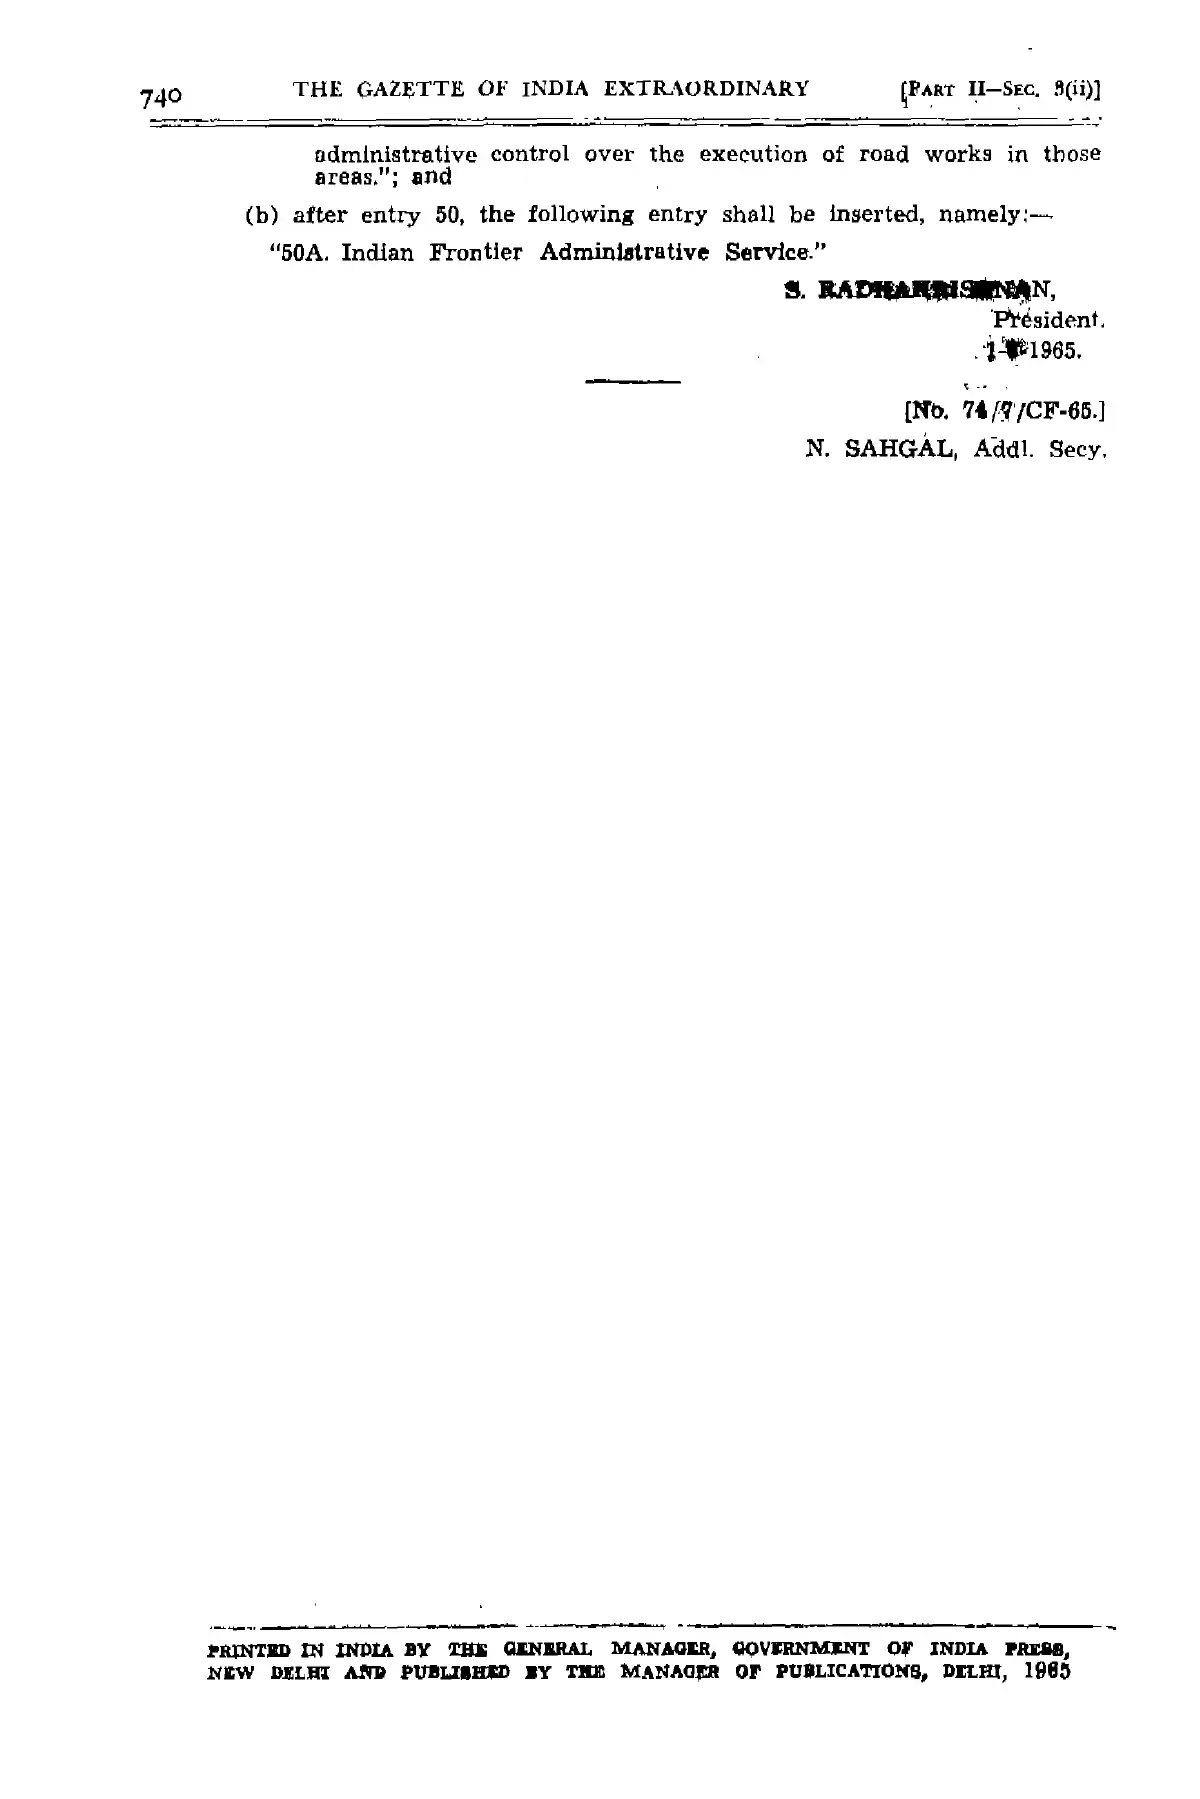 740 THE GAZETTE OF INDIA EXTRAORDINARY [PART II—SEC. 3(ii)]
administrative control over the execution of road works in those
areas."; and
(b) after entry 50, the following entry shall be inserted, namely:—
"50A. Indian Frontier Administrative Service."
S. RADHAKRISHNAN,
President.
1965.
[No. /CF-65.]
N. SAHGAL, Addl. Secy.
PRINTED IN INDIA BY THE GENERAL MANAGER, GOVERNMENT OF INDIA PRESS,
NEW DELHI AND PUBLISHED BY THE MANAGER OF PUBLICATIONS, DELHI, 1965